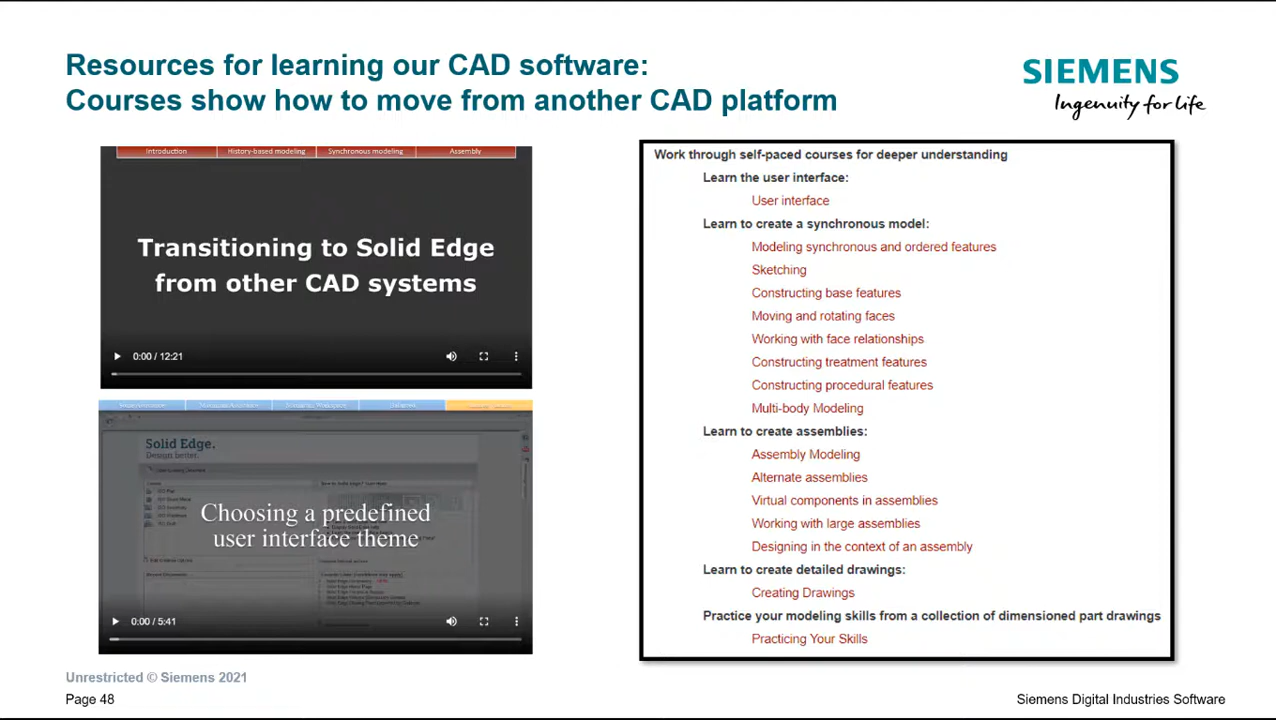 Resources for learning our CAD software:
Courses show how to move from another CAD platform
SIEMENS
Ingenuity for life
Introduction
History-based modeling
Synchronous modeling
Assembly
Transitioning to Solid Edge
from other CAD systems
0:00 / 12:21
Solid Edge.
Design better.
Choosing a predefined
user interface theme
0:00 / 5:41
Work through self-paced courses for deeper understanding
Learn the user interface:
User interface
Learn to create a synchronous model:
Modeling synchronous and ordered features
Sketching
Constructing base features
Moving and rotating faces
Working with face relationships
Constructing treatment features
Constructing procedural features
Multi-body Modeling
Learn to create assemblies:
Assembly Modeling
Alternate assemblies
Virtual components in assemblies
Working with large assemblies
Designing in the context of an assembly
Learn to create detailed drawings:
Creating Drawings
Practice your modeling skills from a collection of dimensioned part drawings
Practicing Your Skills
Unrestricted © Siemens 2021
Page 48
Siemens Digital Industries Software